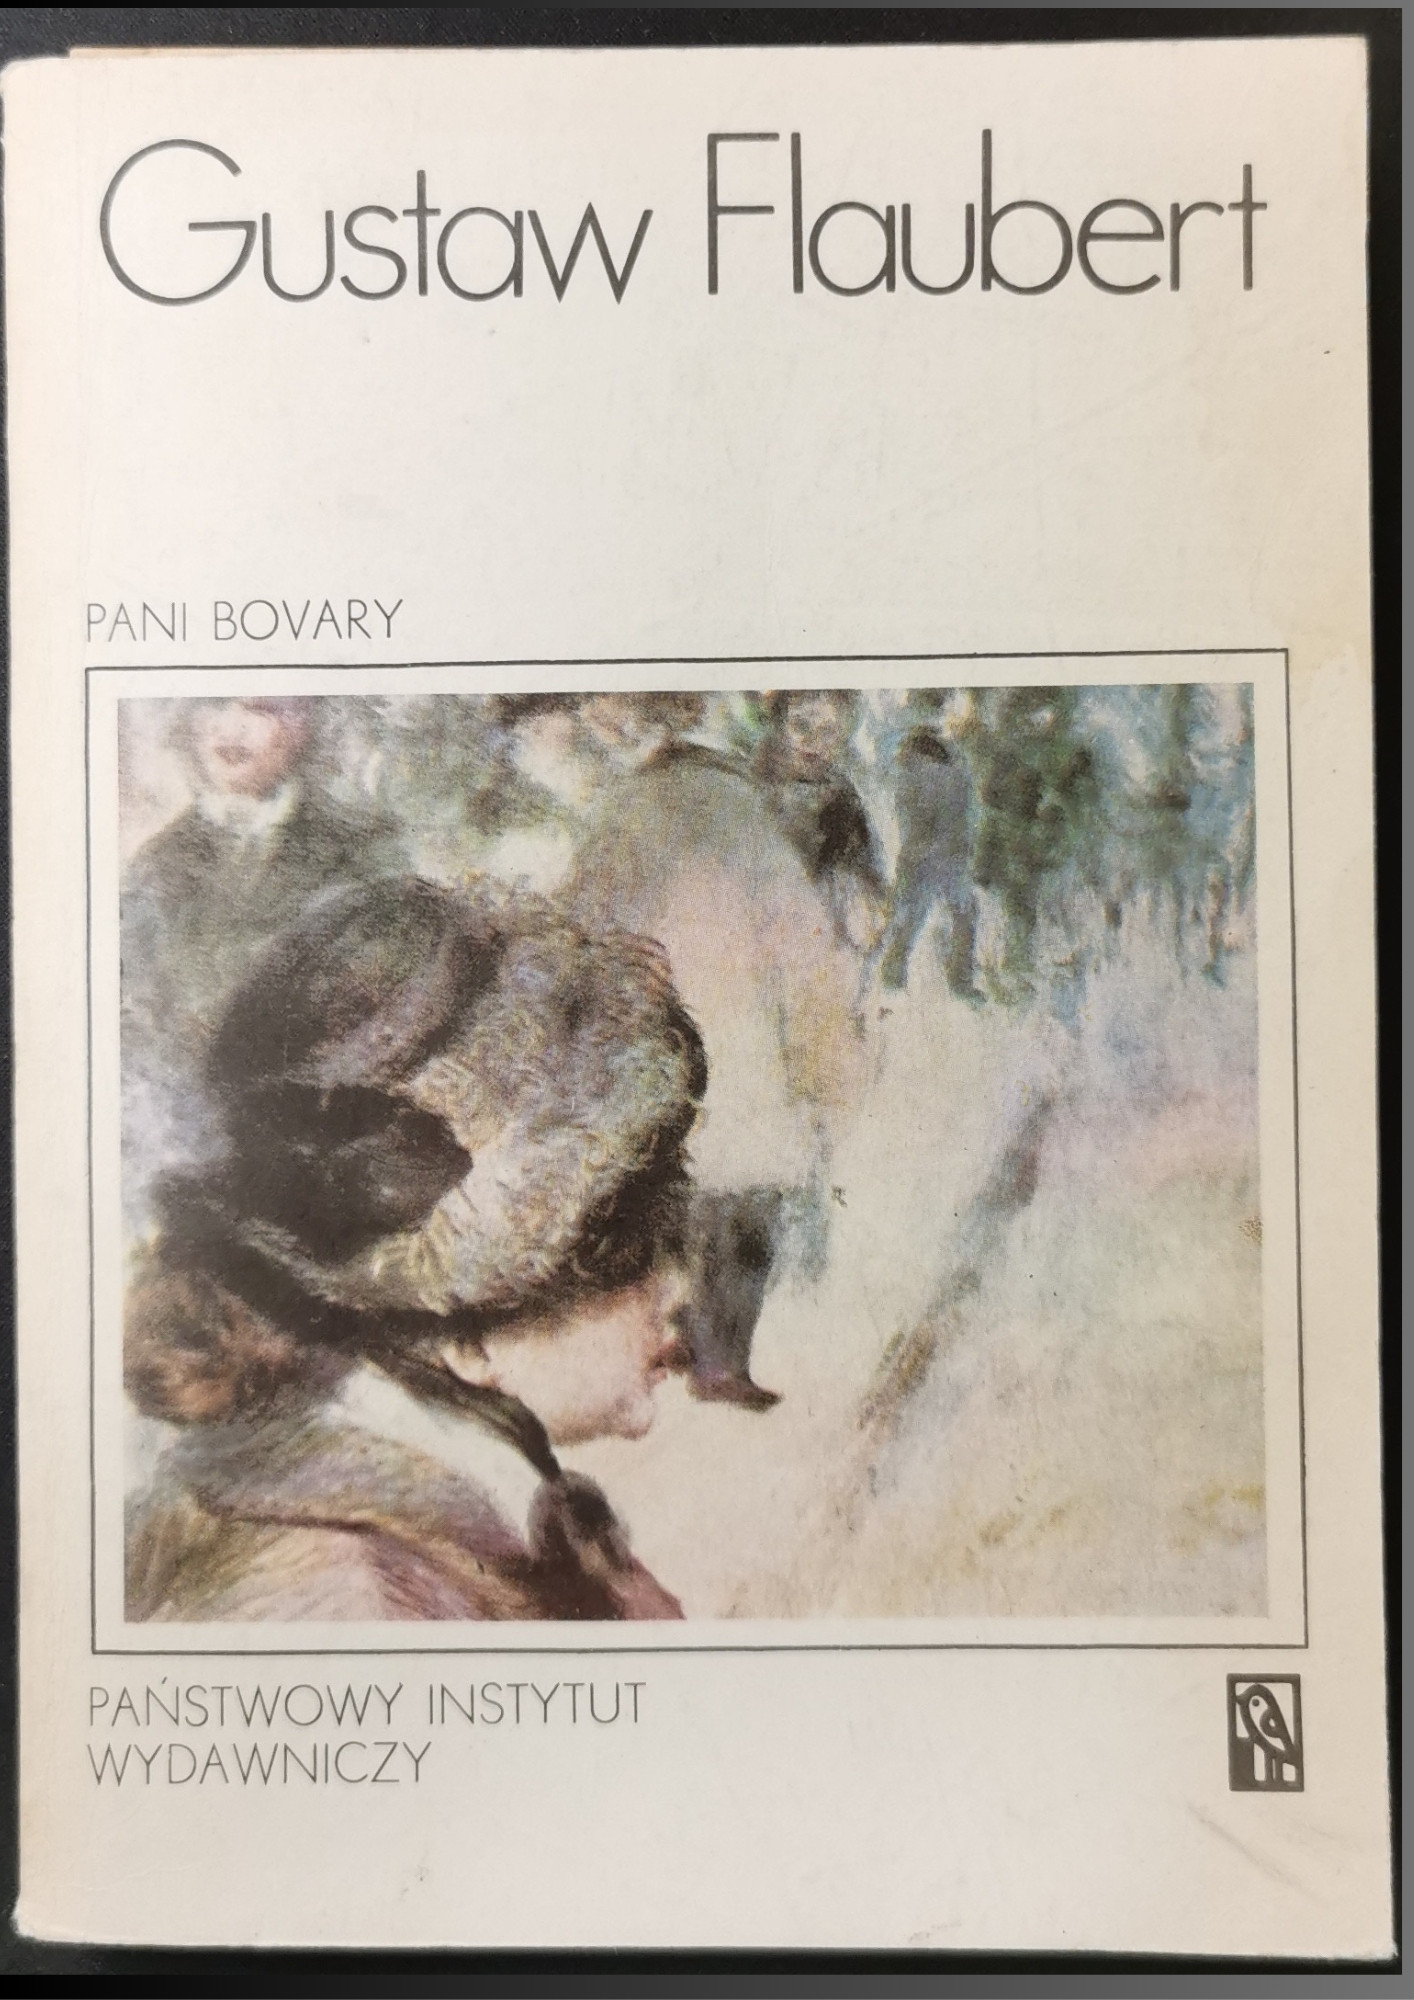 Gustaw Flaubert
PANI BOVARY
PAŃSTWOWY INSTYTUT
WYDAWNICZY